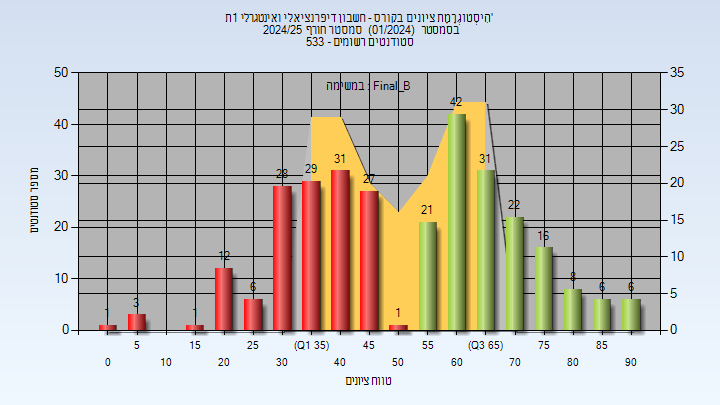 היסטוגרמת ציונים בקורס - חשבון דיפרנציאלי ואינטגרלי 1ת'
בסמסטר (01/2024) סמסטר חורף 2024/25
סטודנטים רשומים - 533
במשימה : Final_B
מספר סטודנטים
50 40 30 20 10 0
35 30 25 20 15 10 5 0
1 3 1 12 6 28 29 31 27 1 21 42 31 22 16 8 6 6
5 15 25 (Q1 35) 45 55 (Q3 65) 75 85
0 10 20 30 40 50 60 70 80 90
טווח ציונים